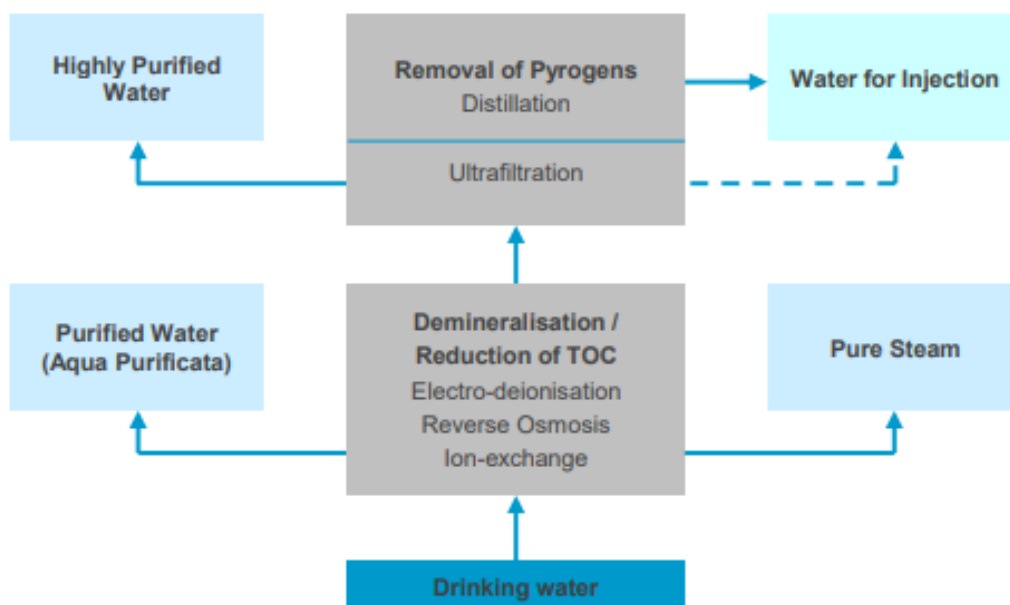 Highly Purified
Water
Removal of Pyrogens
Distillation
Ultrafiltration
Water for Injection
Purified Water
(Aqua Purificata)
Demineralisation /
Reduction of TOC
Electro-deionisation
Reverse Osmosis
Ion-exchange
Pure Steam
Drinking water